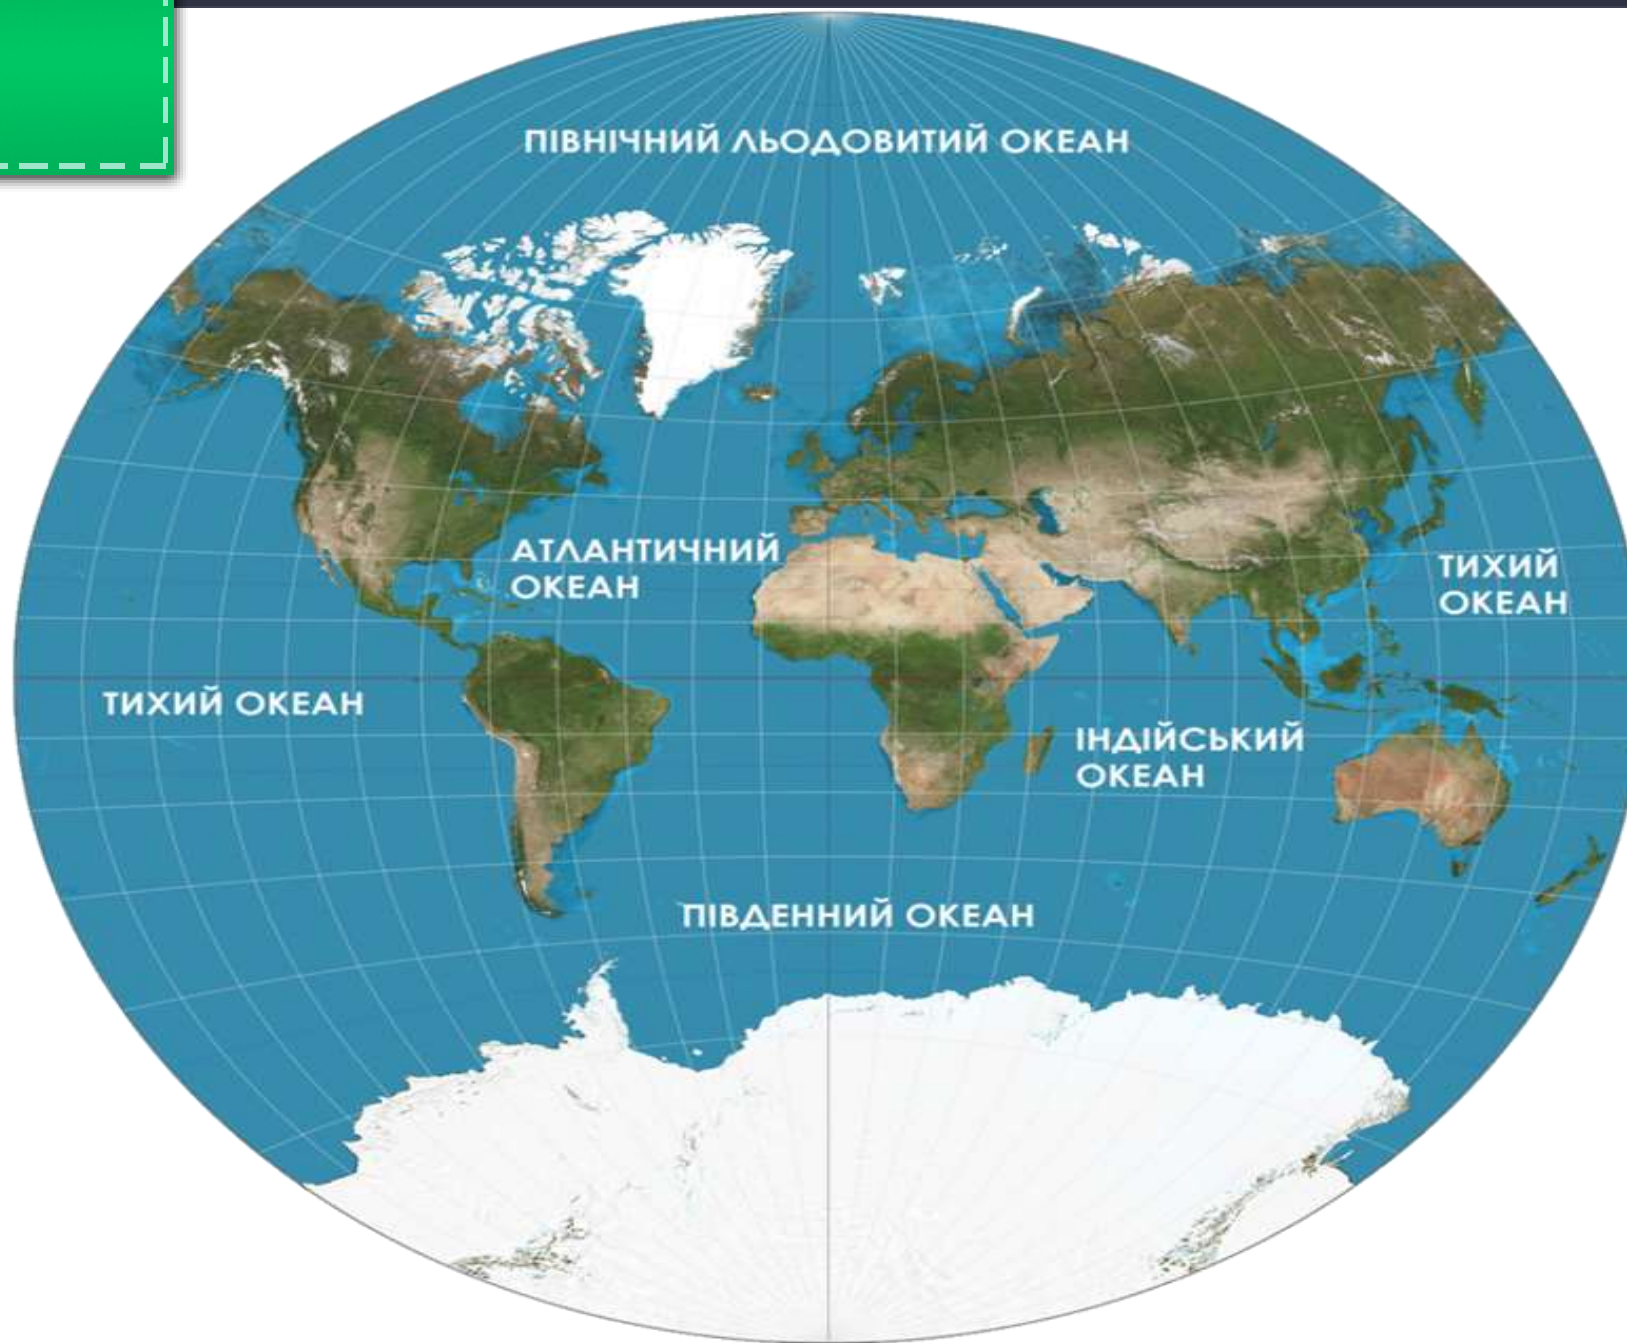 ПІВНІЧНИЙ ЛЬОДОВИТИЙ ОКЕАН
АТЛАНТИЧНИЙ
ОКЕАН
ТИХИЙ
ОКЕАН
ТИХИЙ ОКЕАН
ІНДІЙСЬКИЙ
ОКЕАН
ПІВДЕННИЙ ОКЕАН